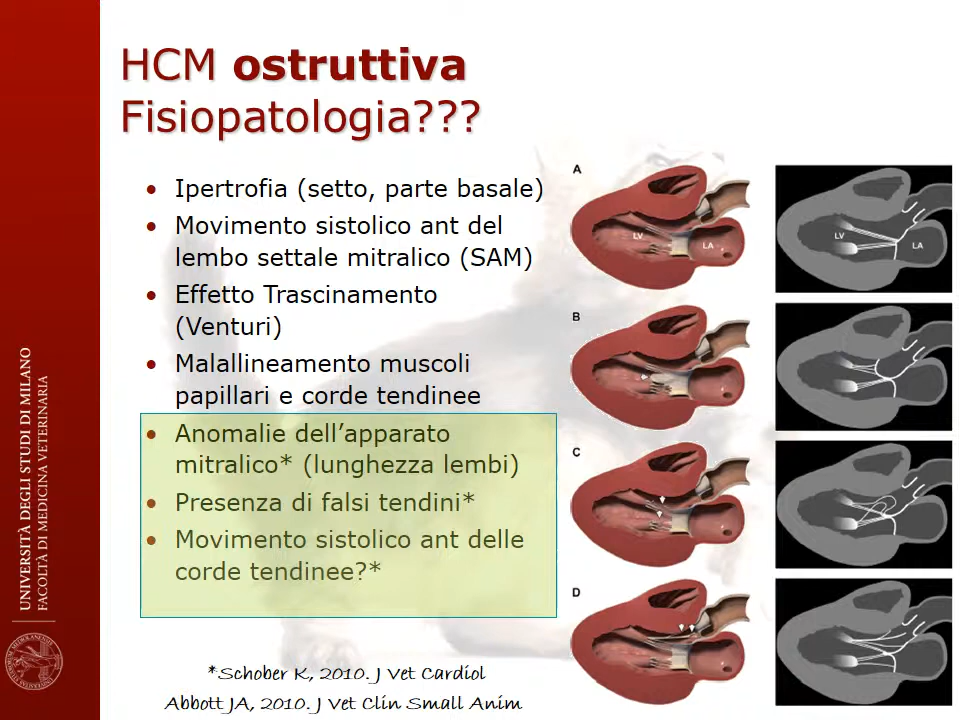 HCM ostruttiva
Fisiopatologia???
• Ipertrofia (setto, parte basale)
• Movimento sistolico ant del
lembo settale mitralico (SAM)
• Effetto Trascinamento
(Venturi)
• Malallineamento muscoli
papillari e corde tendinee
• Anomalie dell'apparato
mitralico* (lunghezza lembi)
• Presenza di falsi tendini*
• Movimento sistolico ant delle
corde tendinee?*
*Schober K, 2010. J Vet Cardiol
Abbott JA, 2010. J Vet Clin Small Anim
A
LV
LA
LV
LA
B
C
D
UNIVERSITÀ DEGLI STUDI DI MILANO
FACOLTÀ DI MEDICINA VETERINARIA